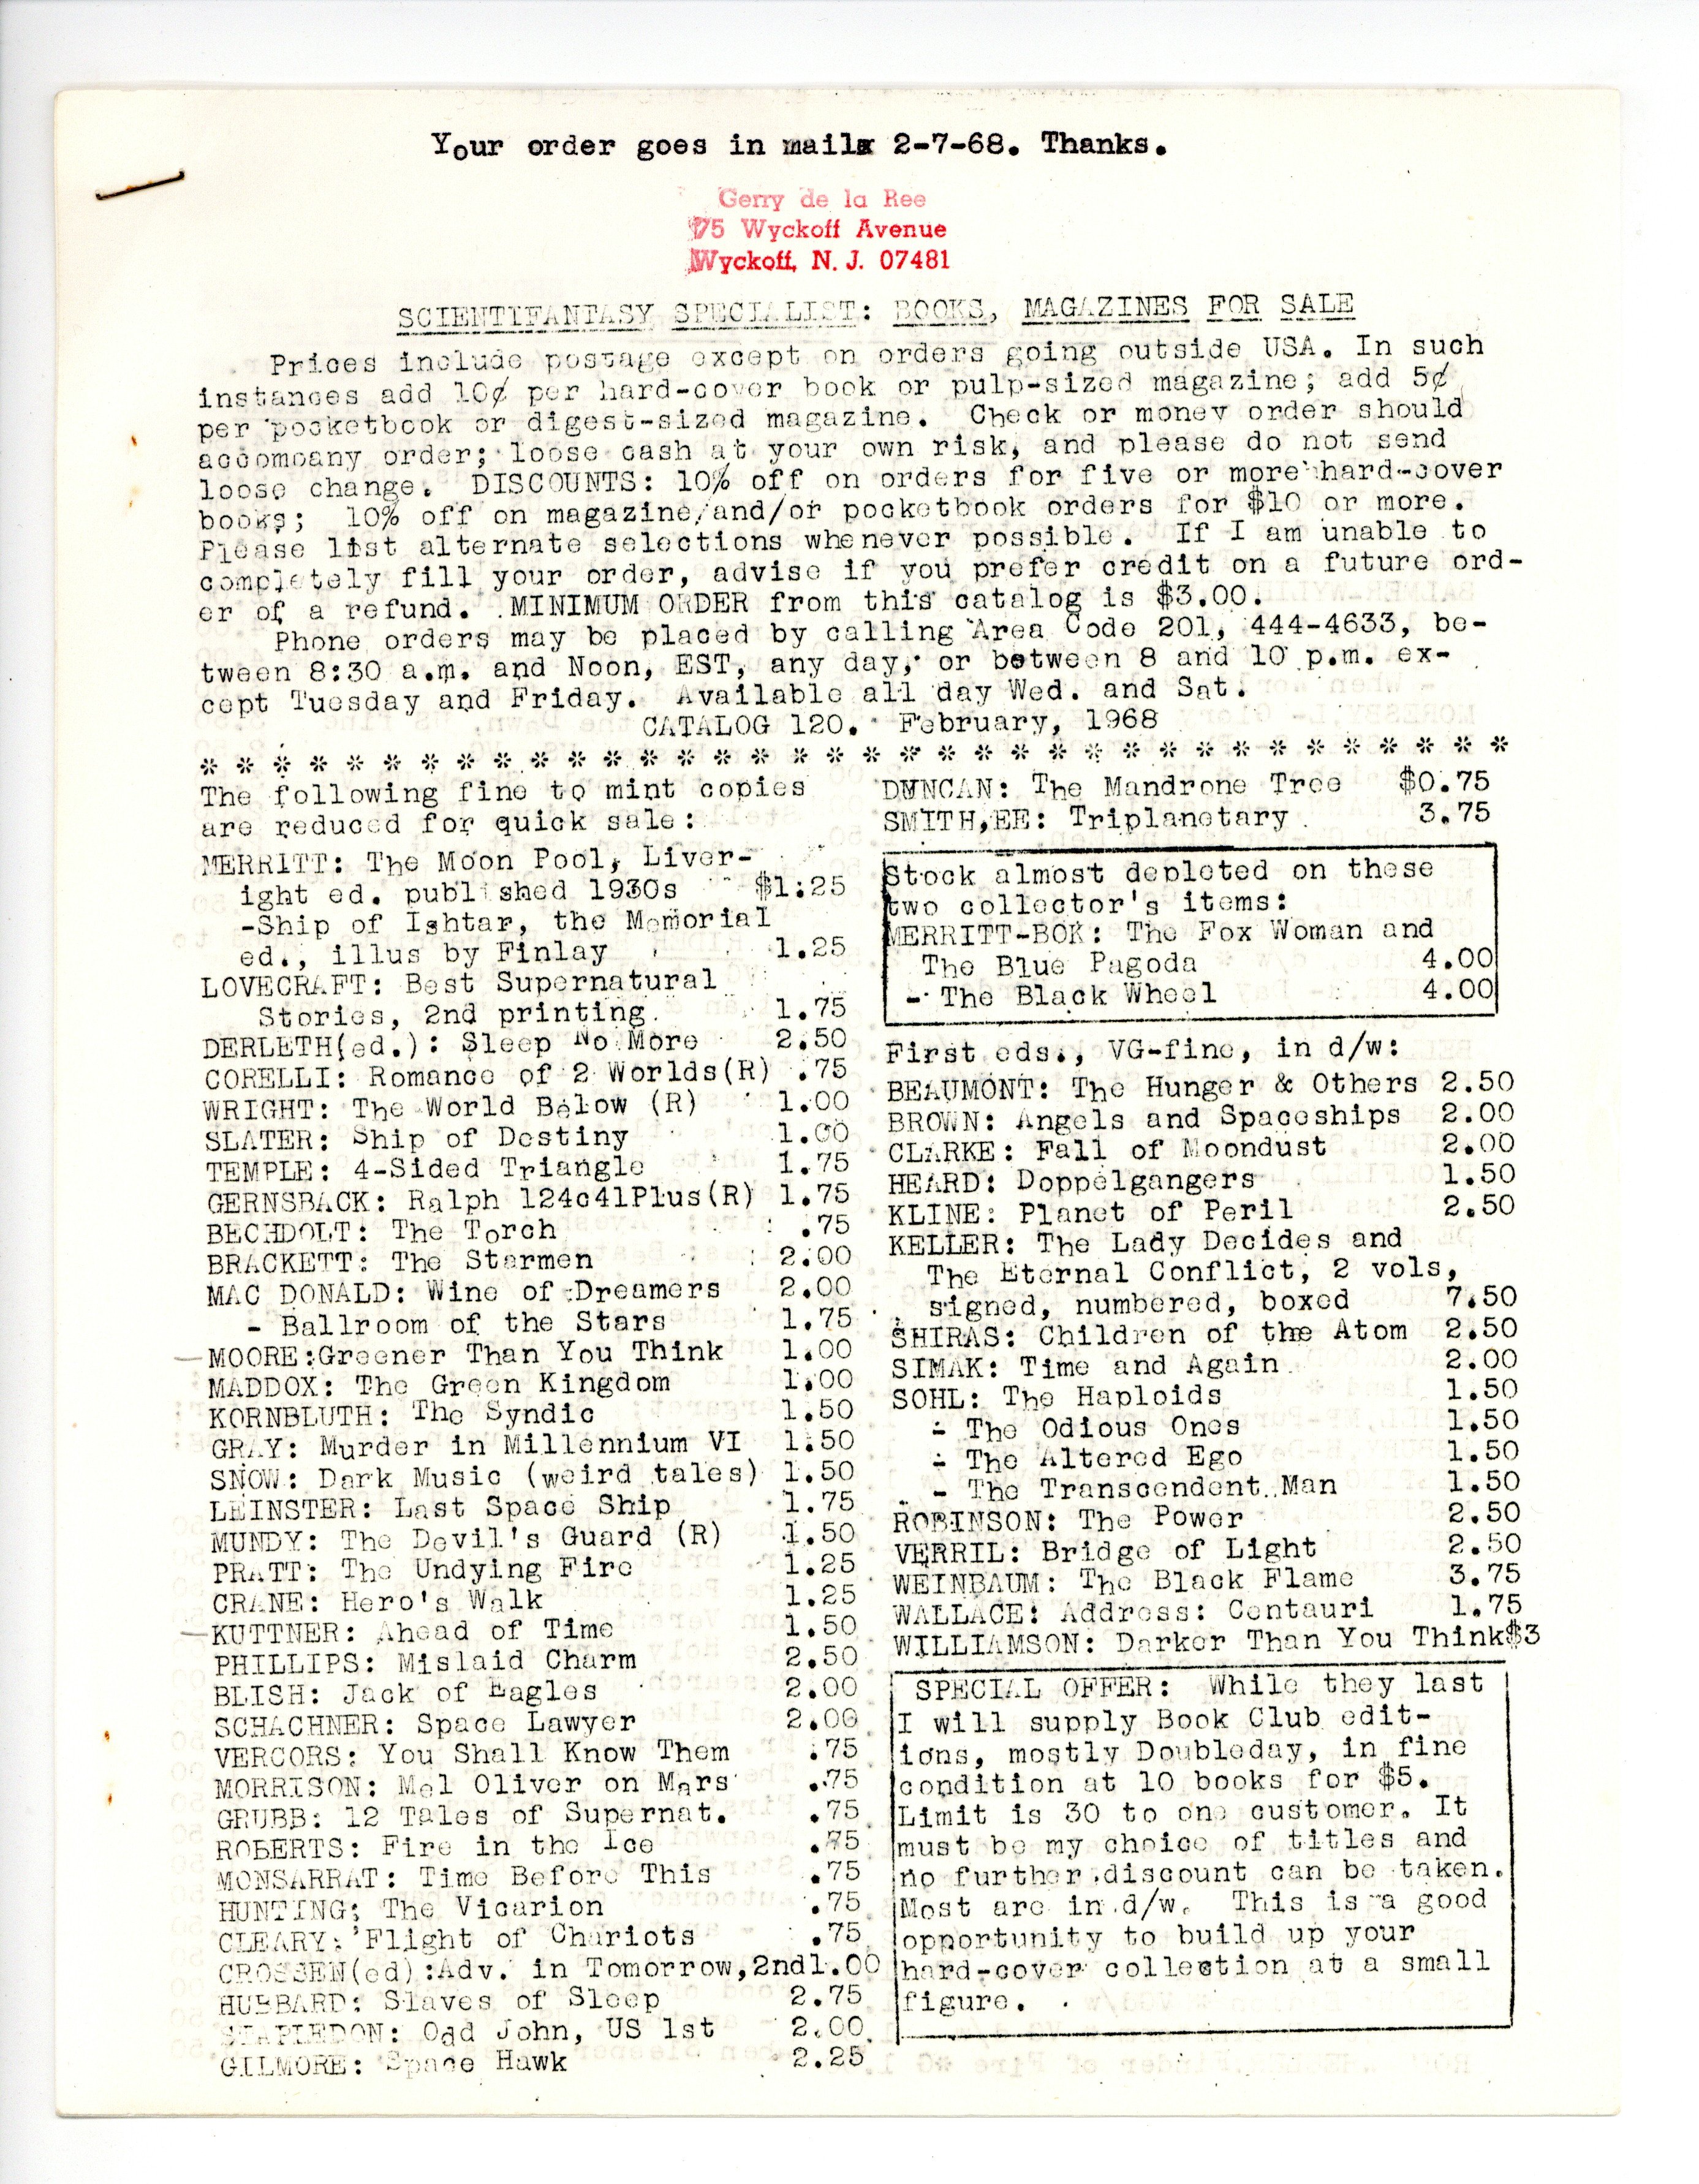 Your order goes in mails 2-7-68. Thanks.
Gerry de la Ree
75 Wyckoff Avenue
Wyckoff, N. J. 07481
SCIENTIFANTASY SPECIALIST: BOOKS, MAGAZINES FOR SALE
Prices include postage except on orders going outside USA. In such
instances add 10¢ per hard-cover book or pulp-sized magazine; add 5¢
per pocketbook or digest-sized magazine. Check or money order should
accompany order; loose cash at your own risk, and please do not send
loose change. DISCOUNTS: 10% off on orders for five or more hard-cover
books; 10% off on magazine/and/or pocketbook orders for $10 or more.
Please list alternate selections whenever possible. If I am unable to
completely fill your order, advise if you prefer credit on a future ord-
er of a refund. MINIMUM ORDER from this catalog is $3.00.
Phone orders may be placed by calling Area Code 201, 444-4633, be-
tween 8:30 a.m. and Noon, EST, any day, or between 8 and 10 p.m. ex-
cept Tuesday and Friday. Available all day Wed. and Sat.
CATALOG 120. February, 1968
* * * * * * * * * * * * * * * * * * * * * * * * * * * * * * * * * * * *
The following fine to mint copies
are reduced for quick sale:
MERRITT: The Moon Pool, Liver-
ight ed. published 1930s $1.25
-Ship of Ishtar, the Memorial
ed., illus by Finlay 1.25
LOVECRAFT: Best Supernatural
Stories, 2nd printing. 1.75
DERLETH(ed.): Sleep No More 2.50
CORELLI: Romance of 2 Worlds(R) .75
WRIGHT: The World Below (R) 1.00
SLATER: Ship of Destiny 1.00
TEMPLE: 4-Sided Triangle 1.75
GERNSBACK: Ralph 124c41Plus(R) 1.75
BECHDOLT: The Torch .75
BRACKETT: The Starmen 2.00
MAC DONALD: Wine of Dreamers 2.00
- Ballroom of the Stars 1.75
MOORE:Greener Than You Think 1.00
MADDOX: The Green Kingdom 1.00
KORNBLUTH: The Syndic 1.50
GRAY: Murder in Millennium VI 1.50
SNOW: Dark Music (weird tales) 1.50
LEINSTER: Last Space Ship 1.75
MUNDY: The Devil's Guard (R) 1.50
PRATT: The Undying Fire 1.25
CRANE: Hero's Walk 1.25
KUTTNER: Ahead of Time 1.50
PHILLIPS: Mislaid Charm 2.50
BLISH: Jack of Eagles 2.00
SCHACHNER: Space Lawyer 2.00
VERCORS: You Shall Know Them .75
MORRISON: Mel Oliver on Mars .75
GRUBB: 12 Tales of Supernat. .75
ROBERTS: Fire in the Ice .75
MONSARRAT: Time Before This .75
HUNTING: The Vicarion .75
CLEARY: Flight of Chariots .75
CROSSEN(ed):Adv. in Tomorrow,2nd1.00
HUBBARD: Slaves of Sleep 2.75
STAPLEDON: Odd John, US 1st 2.00
GILMORE: Space Hawk 2.25
DUNCAN: The Mandrone Tree $0.75
SMITH,EE: Triplanetary 3.75
Stock almost depleted on these
two collector's items:
MERRITT-BOK: The Fox Woman and
The Blue Pagoda 4.00
- The Black Wheel 4.00
First eds., VG-fine, in d/w:
BEAUMONT: The Hunger & Others 2.50
BROWN: Angels and Spaceships 2.00
CLARKE: Fall of Moondust 2.00
HEARD: Doppelgangers 1.50
KLINE: Planet of Peril 2.50
KELLER: The Lady Decides and
The Eternal Conflict, 2 vols,
signed, numbered, boxed 7.50
SHIRAS: Children of the Atom 2.50
SIMAK: Time and Again 2.00
SOHL: The Haploids 1.50
- The Odious Ones 1.50
- The Altered Ego 1.50
- The Transcendent Man 1.50
ROBINSON: The Power 2.50
VERRIL: Bridge of Light 2.50
WEINBAUM: The Black Flame 3.75
WALLACE: Address: Centauri 1.75
WILLIAMSON: Darker Than You Think$3
SPECIAL OFFER: While they last
I will supply Book Club edit-
ions, mostly Doubleday, in fine
condition at 10 books for $5.
Limit is 30 to one customer. It
must be my choice of titles and
no further discount can be taken.
Most are in d/w. This is a good
opportunity to build up your
hard-cover collection at a small
figure.